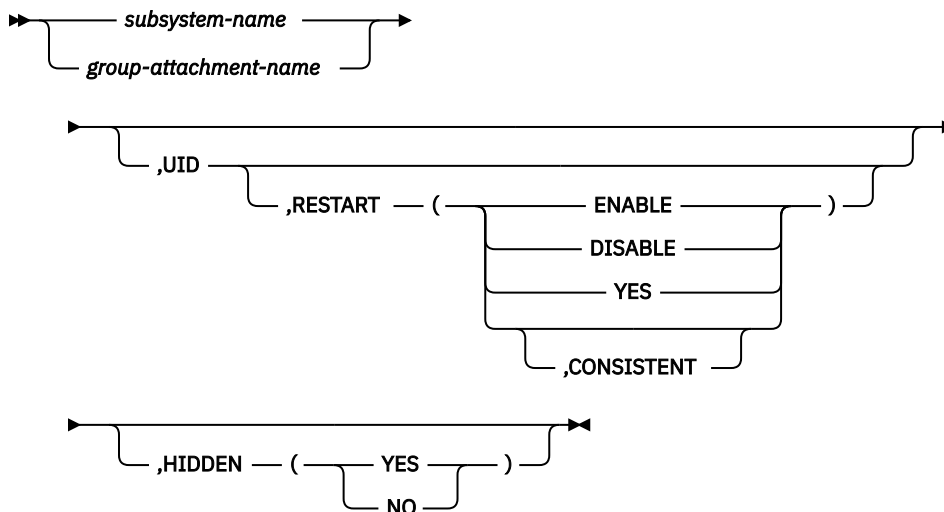 subsystem-name
group-attachment-name
,UID
,RESTART ( ENABLE )
DISABLE
YES
,CONSISTENT
,HIDDEN ( YES )
NO